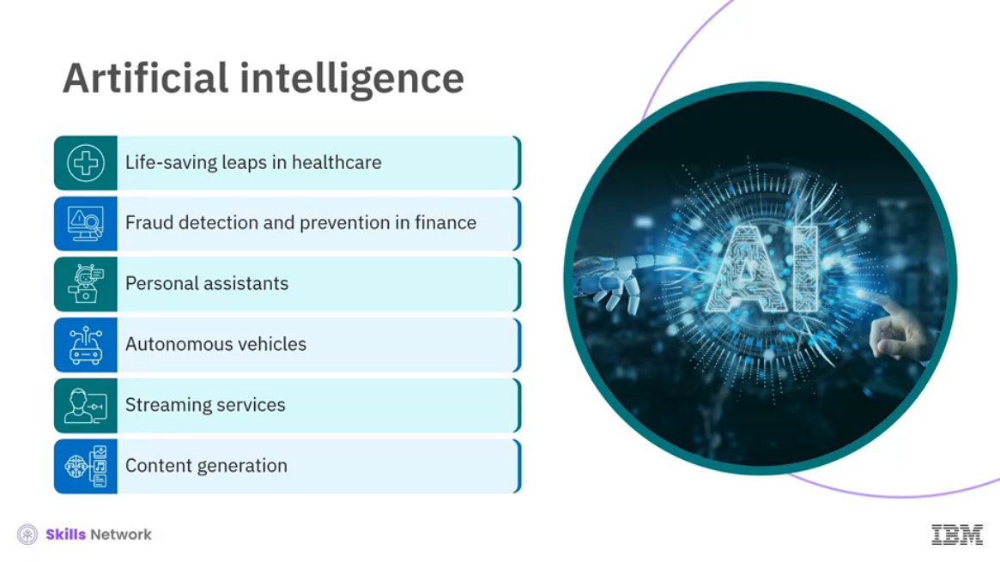 Artificial intelligence
Life-saving leaps in healthcare
Fraud detection and prevention in finance
Personal assistants
Autonomous vehicles
Streaming services
Content generation
AI
Skills Network
IBM